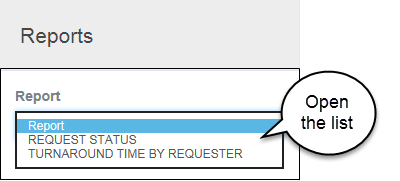 Reports
Report
Report
REQUEST STATUS
TURNAROUND TIME BY REQUESTER
Open
the list